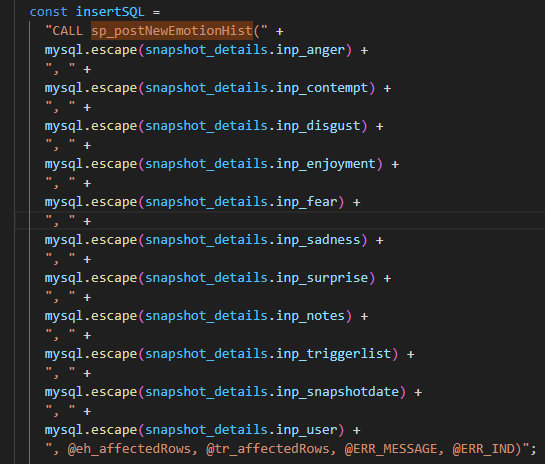 const insertSQL =
"CALL sp_postNewEmotionHist(" +
mysql.escape(snapshot_details.inp_anger) +
", " +
mysql.escape(snapshot_details.inp_contempt) +
", " +
mysql.escape(snapshot_details.inp_disgust) +
", " +
mysql.escape(snapshot_details.inp_enjoyment) +
", " +
mysql.escape(snapshot_details.inp_fear) +
", " +
mysql.escape(snapshot_details.inp_sadness) +
", " +
mysql.escape(snapshot_details.inp_surprise) +
", " +
mysql.escape(snapshot_details.inp_notes) +
", " +
mysql.escape(snapshot_details.inp_triggerlist) +
", " +
mysql.escape(snapshot_details.inp_snapshotdate) +
", " +
mysql.escape(snapshot_details.inp_user) +
", @eh_affectedRows, @tr_affectedRows, @ERR_MESSAGE, @ERR_IND)";